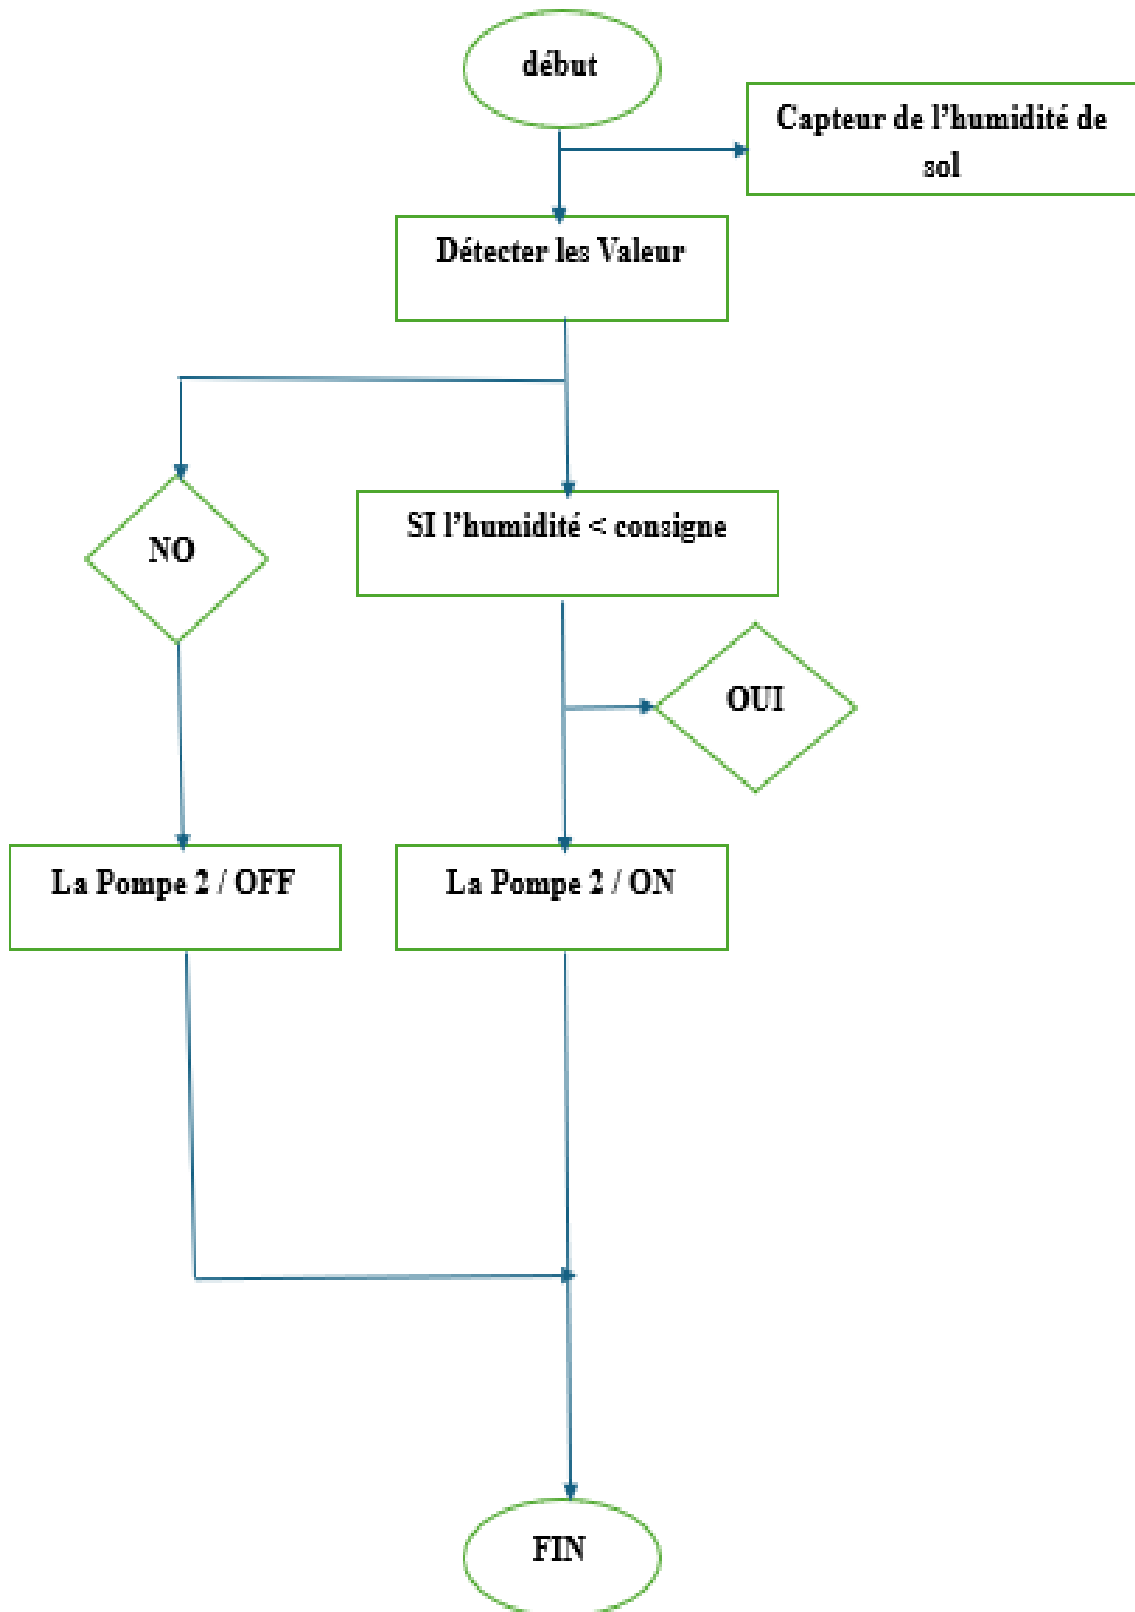 début
Capteur de l'humidité de
sol
Détecter les Valeur
NO
SI l'humidité < consigne
OUI
La Pompe 2 / OFF
La Pompe 2 / ON
FIN